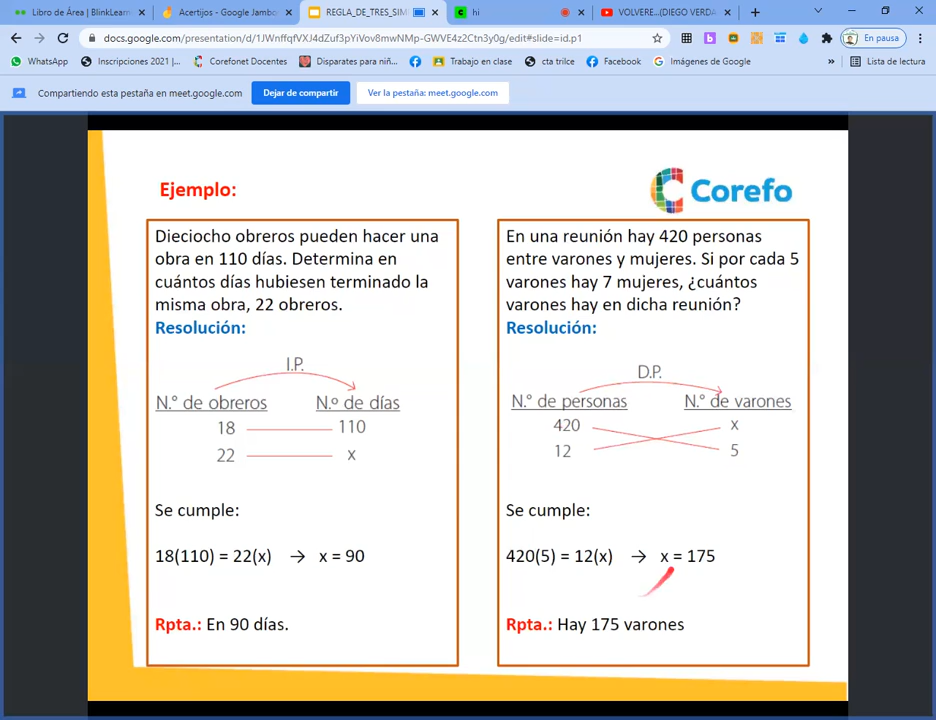 Libro de Área | BlinkLearn
Acertijos - Google Jambo
REGLA_DE_TRES_SIM
hi
VOLVERE...(DIEGO VERDA
docs.google.com/presentation/d/1JWnffqfVXJ4dZuf3pYiVov8mwNMp-GWVE4z2Ctn3y0g/edit#slide=id.p1
En pausa
WhatsApp
Inscripciones 2021 |...
Corefonet Docentes
Disparates para niñ...
Trabajo en clase
cta trilce
Facebook
Imágenes de Google
»
Lista de lectura
Compartiendo esta pestaña en meet.google.com
Dejar de compartir
Ver la pestaña: meet.google.com
Ejemplo:
Corefo
Dieciocho obreros pueden hacer una
obra en 110 días. Determina en
cuántos días hubiesen terminado la
misma obra, 22 obreros.
Resolución:
I.P.
N.° de obreros N.º de días
18 110
22 x
Se cumple:
18(110) = 22(x) → x = 90
Rpta.: En 90 días.
En una reunión hay 420 personas
entre varones y mujeres. Si por cada 5
varones hay 7 mujeres, ¿cuántos
varones hay en dicha reunión?
Resolución:
D.P.
N.° de personas N.° de varones
420 x
12 5
Se cumple:
420(5) = 12(x) → x = 175
Rpta.: Hay 175 varones